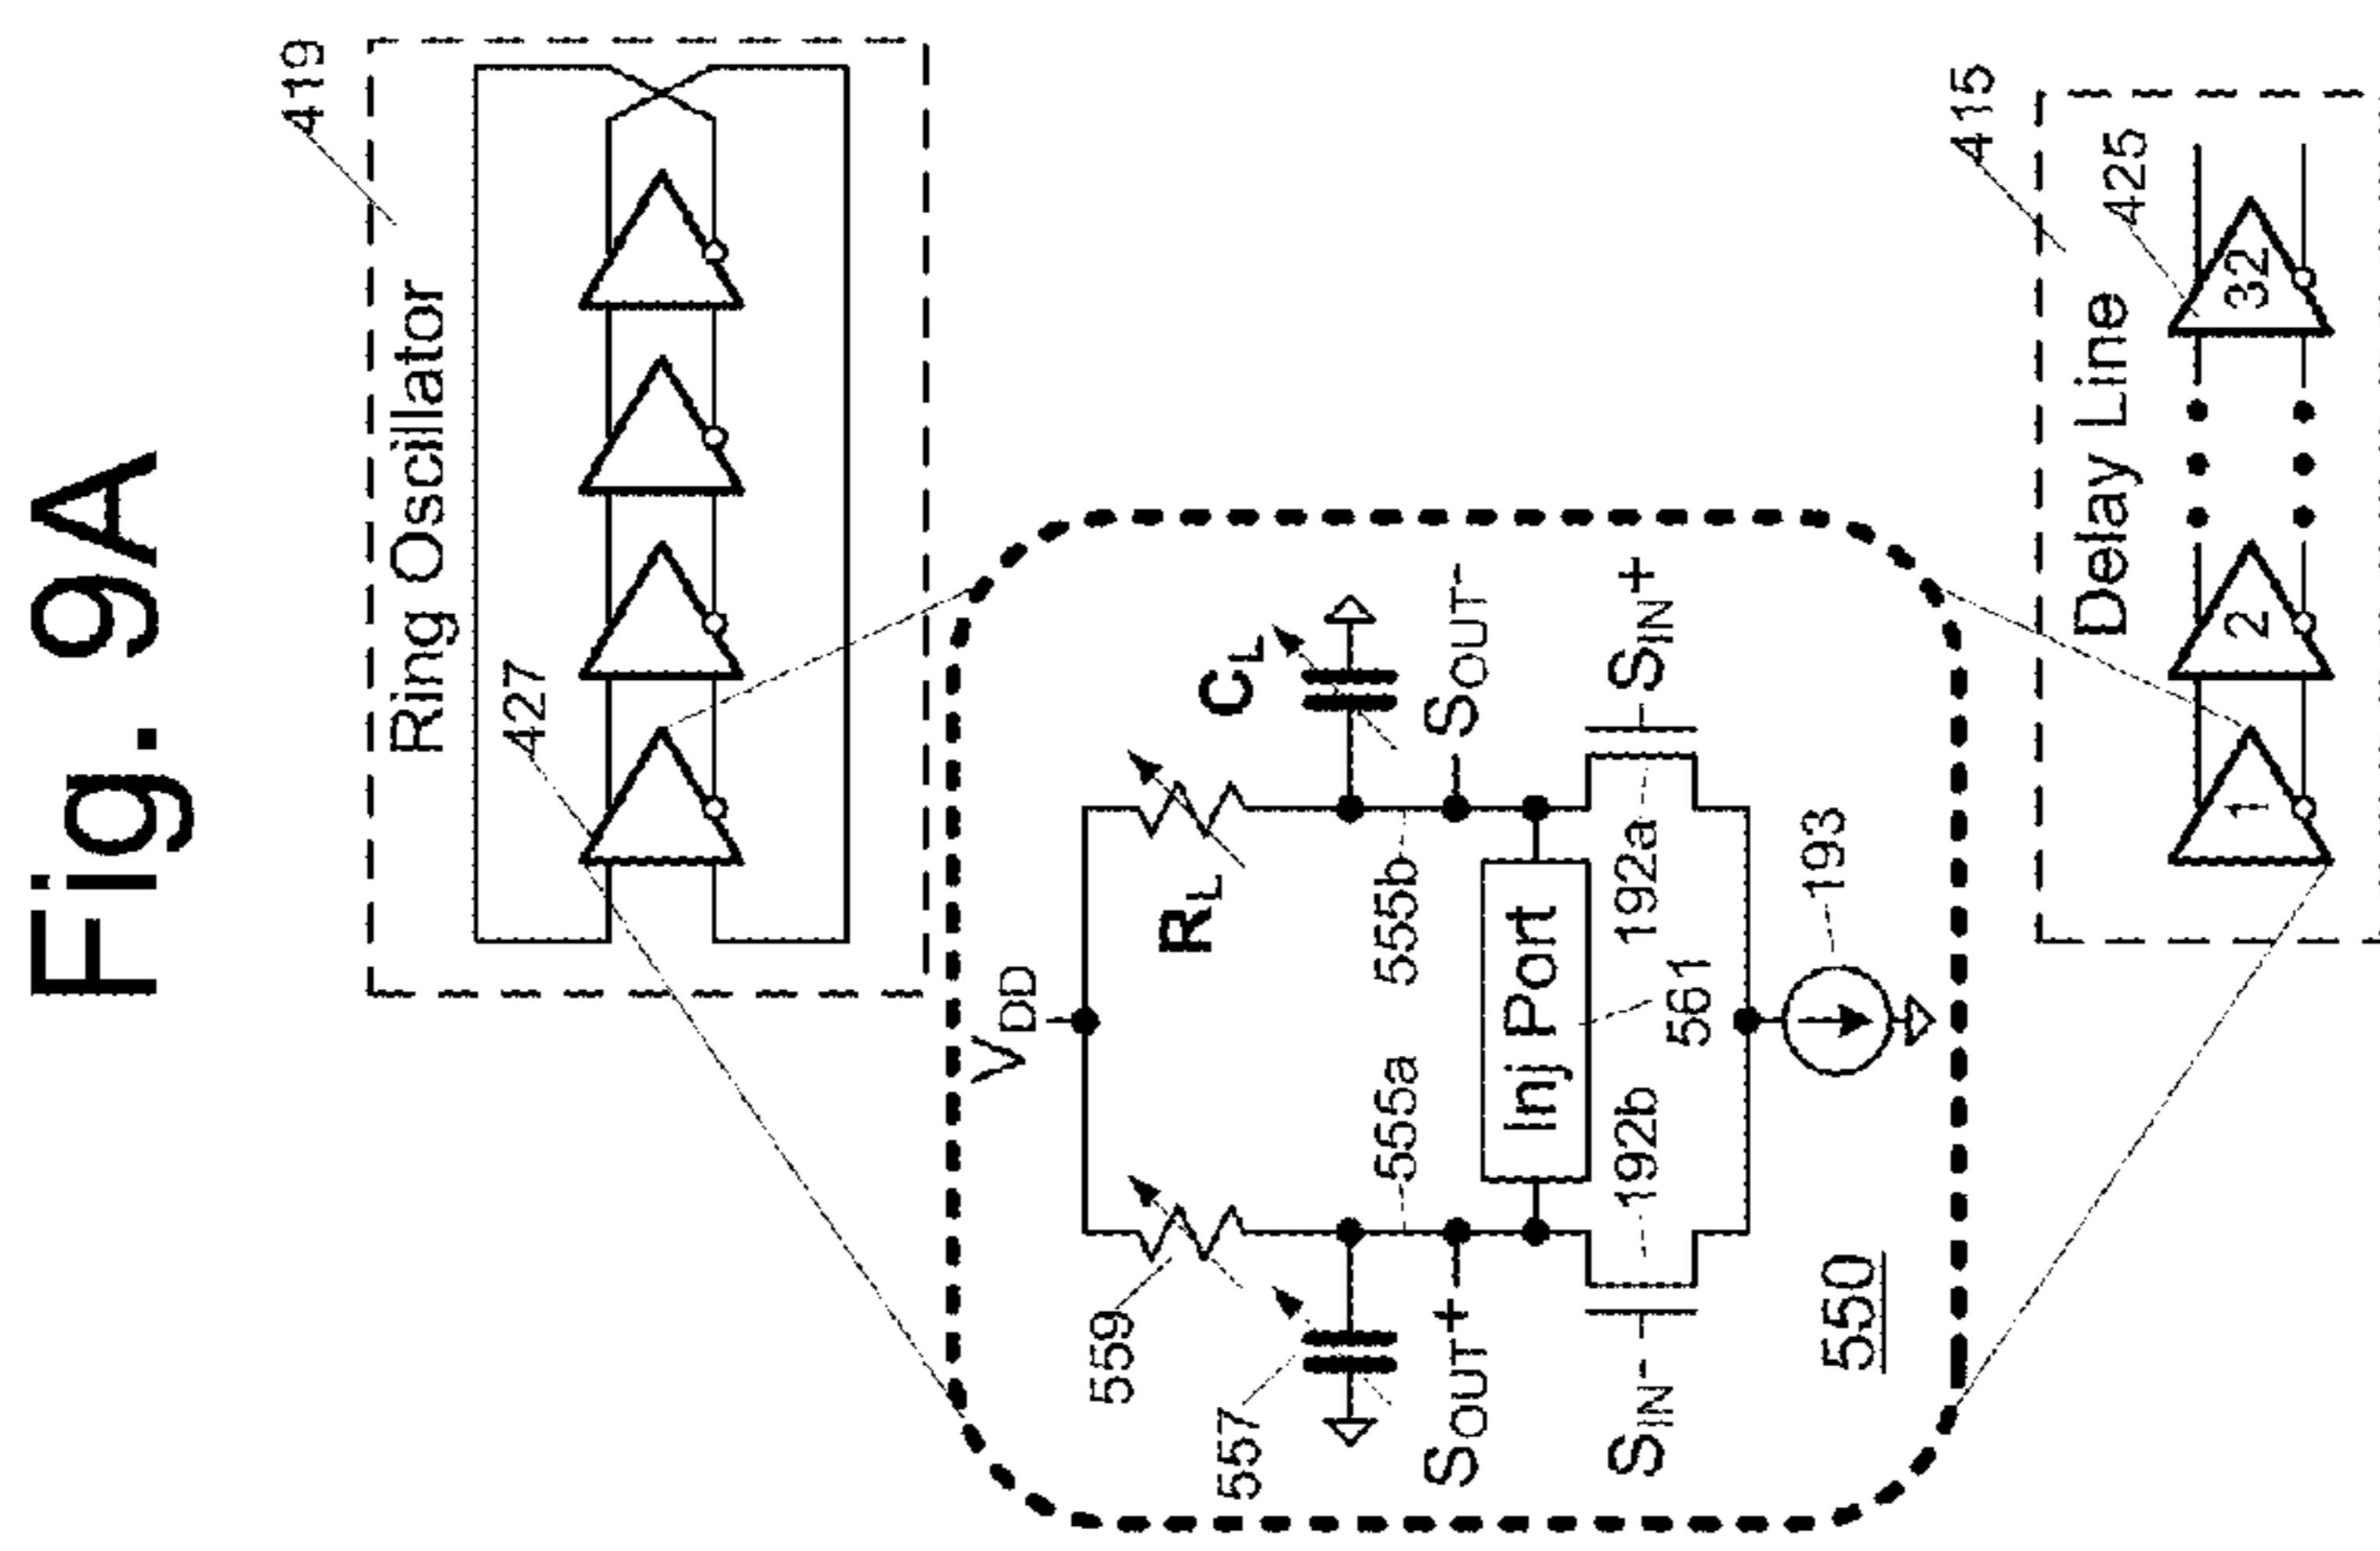 Fig. 9A
419
Ring Oscillator
427
VDD
559
RL
557
CL
555a
555b
SOUT+
SOUT-
Inj Port
SIN-
192b
192a
SIN+
561
550
193
415
Delay Line
425
1
2
32